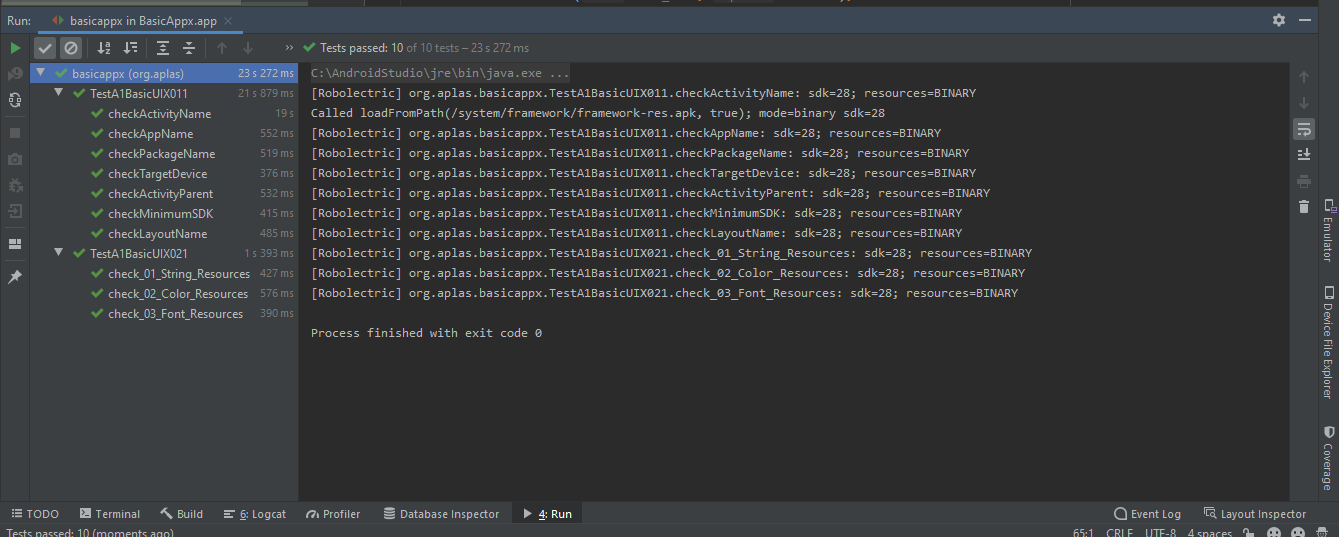 Run: basicappx in BasicAppx.app
Tests passed: 10 of 10 tests – 23 s 272 ms
basicappx (org.aplas) 23 s 272 ms
TestA1BasicUIX011 21 s 879 ms
checkActivityName 19 s
checkAppName 552 ms
checkPackageName 519 ms
checkTargetDevice 376 ms
checkActivityParent 532 ms
checkMinimumSDK 415 ms
checkLayoutName 485 ms
TestA1BasicUIX021 1 s 393 ms
check_01_String_Resources 427 ms
check_02_Color_Resources 576 ms
check_03_Font_Resources 390 ms
C:\AndroidStudio\jre\bin\java.exe ...
[Robolectric] org.aplas.basicappx.TestA1BasicUIX011.checkActivityName: sdk=28; resources=BINARY
Called loadFromPath(/system/framework/framework-res.apk, true); mode=binary sdk=28
[Robolectric] org.aplas.basicappx.TestA1BasicUIX011.checkAppName: sdk=28; resources=BINARY
[Robolectric] org.aplas.basicappx.TestA1BasicUIX011.checkPackageName: sdk=28; resources=BINARY
[Robolectric] org.aplas.basicappx.TestA1BasicUIX011.checkTargetDevice: sdk=28; resources=BINARY
[Robolectric] org.aplas.basicappx.TestA1BasicUIX011.checkActivityParent: sdk=28; resources=BINARY
[Robolectric] org.aplas.basicappx.TestA1BasicUIX011.checkMinimumSDK: sdk=28; resources=BINARY
[Robolectric] org.aplas.basicappx.TestA1BasicUIX011.checkLayoutName: sdk=28; resources=BINARY
[Robolectric] org.aplas.basicappx.TestA1BasicUIX021.check_01_String_Resources: sdk=28; resources=BINARY
[Robolectric] org.aplas.basicappx.TestA1BasicUIX021.check_02_Color_Resources: sdk=28; resources=BINARY
[Robolectric] org.aplas.basicappx.TestA1BasicUIX021.check_03_Font_Resources: sdk=28; resources=BINARY
Process finished with exit code 0
Emulator
Device File Explorer
Coverage
TODO Terminal Build 6: Logcat Profiler Database Inspector 4: Run Event Log Layout Inspector
Tests passed: 10 (moments ago) 65:1 CRLF UTF-8 4 spaces